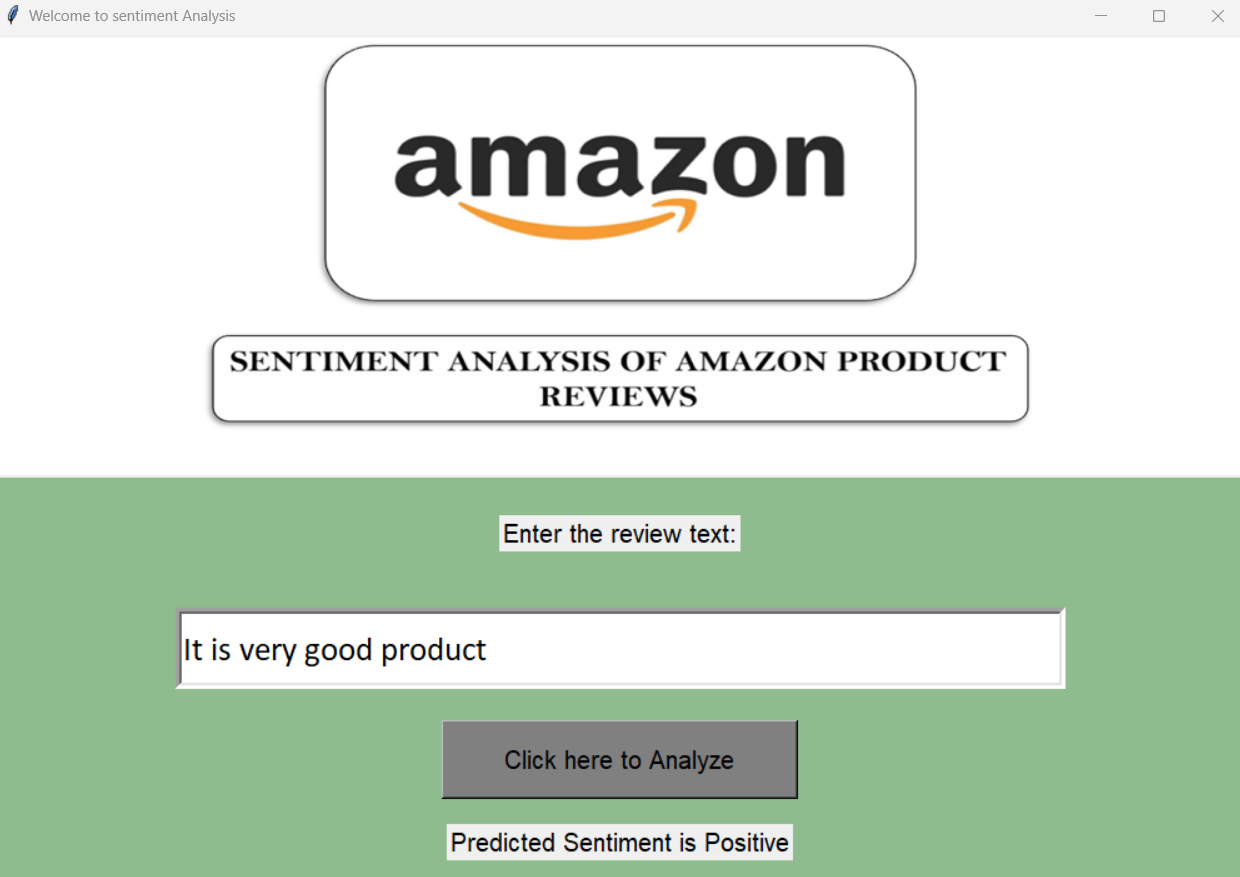 Welcome to sentiment Analysis
amazon
SENTIMENT ANALYSIS OF AMAZON PRODUCT
REVIEWS
Enter the review text:
It is very good product
Click here to Analyze
Predicted Sentiment is Positive